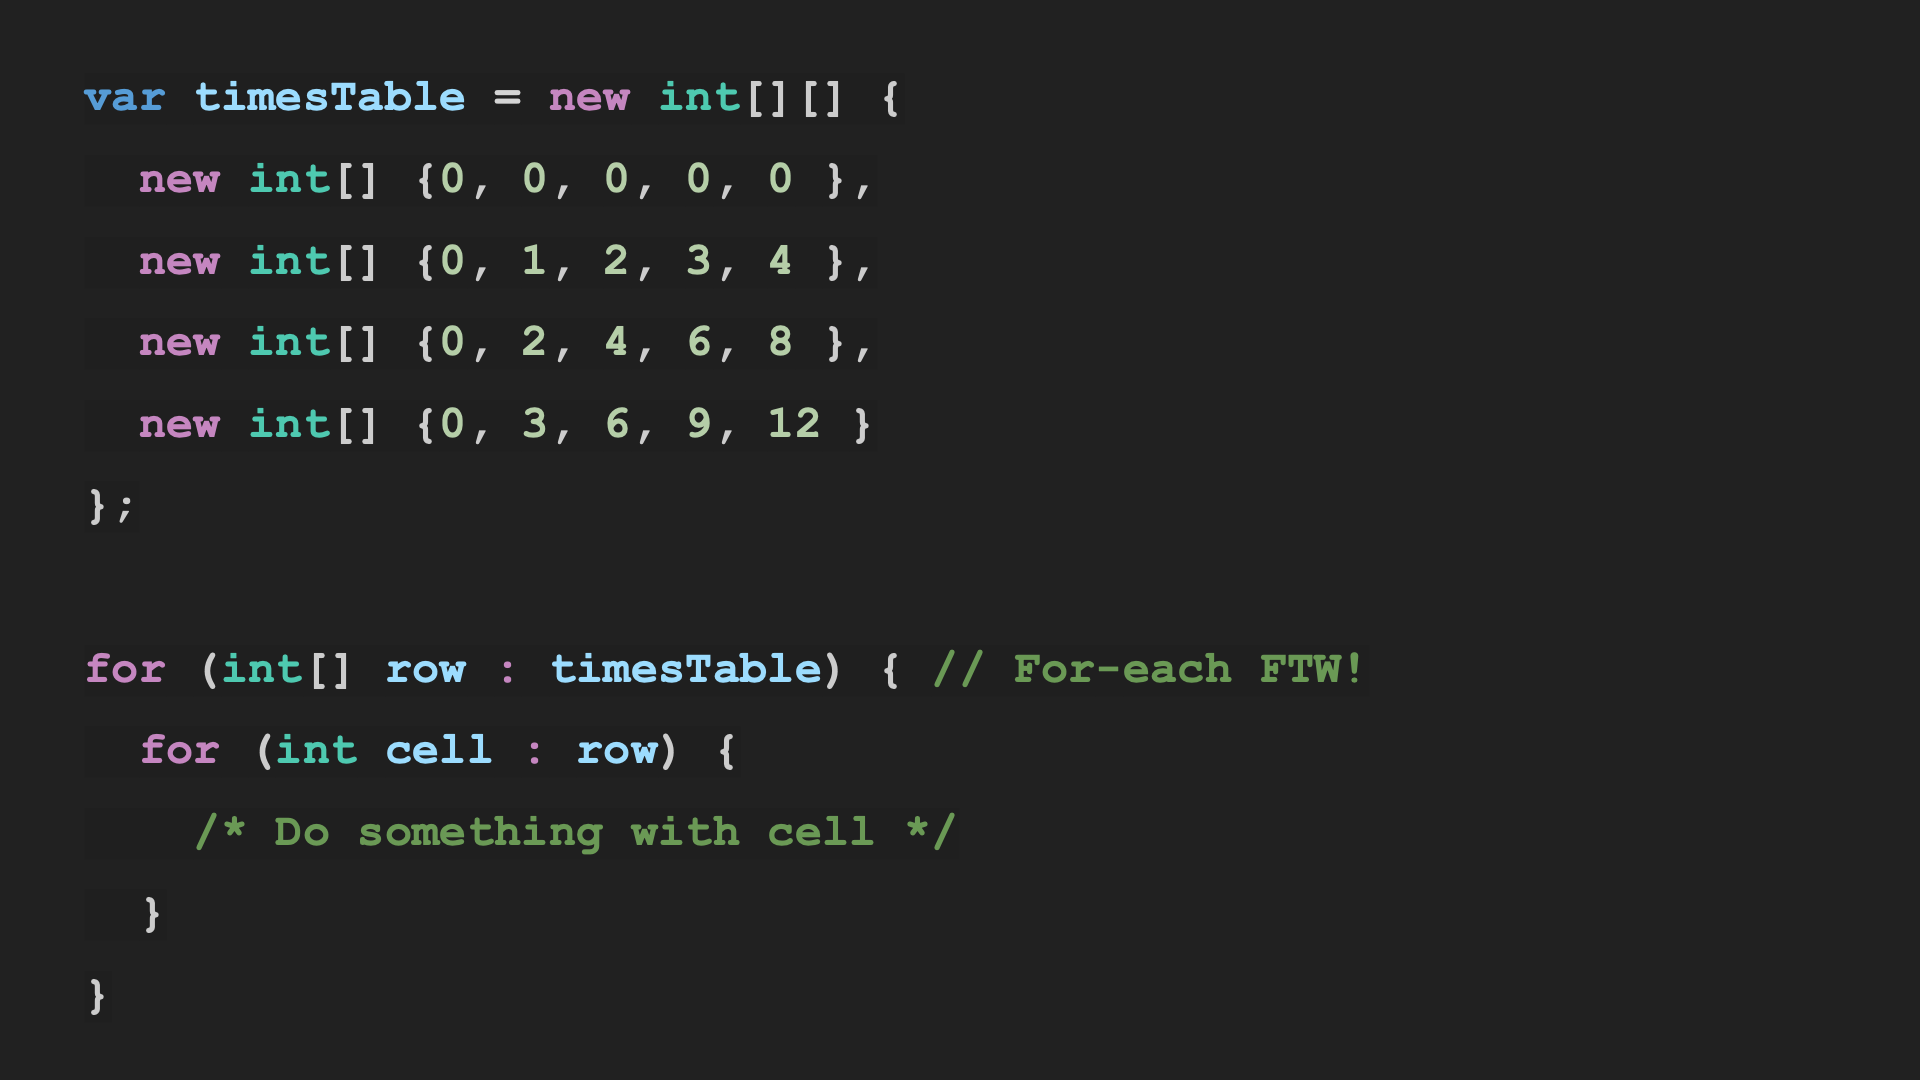 var timesTable = new int[][] {
  new int[] {0, 0, 0, 0, 0 },
  new int[] {0, 1, 2, 3, 4 },
  new int[] {0, 2, 4, 6, 8 },
  new int[] {0, 3, 6, 9, 12 }
};
for (int[] row : timesTable) { // For-each FTW!
  for (int cell : row) {
    /* Do something with cell */
  }
}